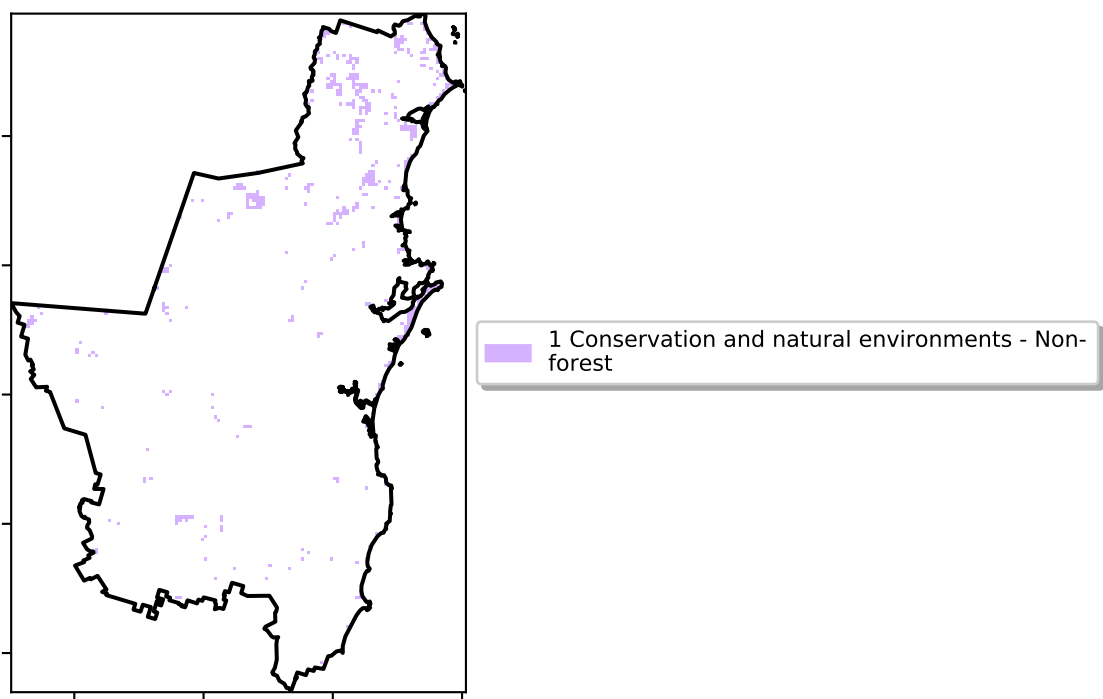 1 Conservation and natural environments - Non-
forest